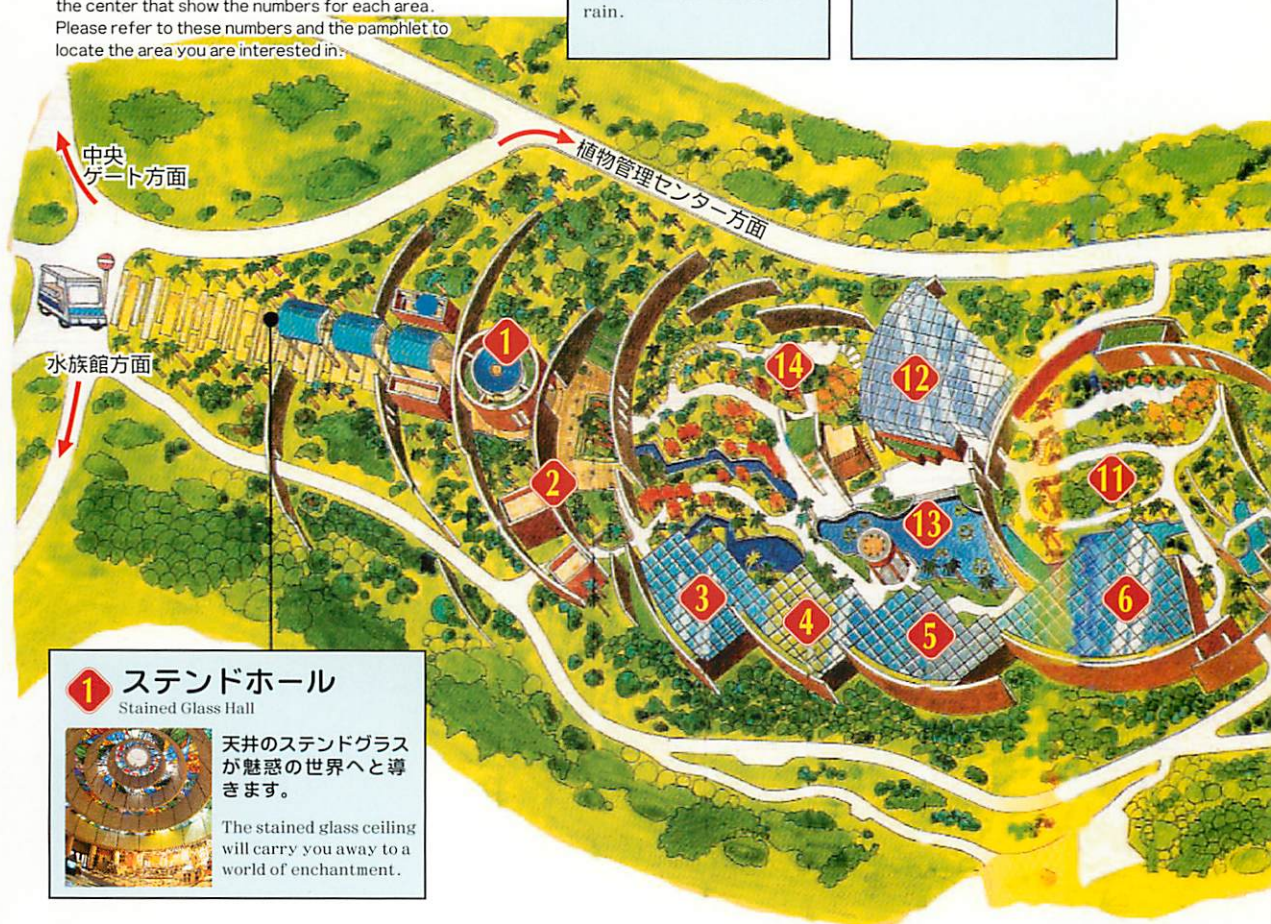 the center that show the numbers for each area.
Please refer to these numbers and the pamphlet to
locate the area you are interested in.
rain.
中央
ゲート方面
植物管理センター方面
水族館方面
1
2
3
4
5
6
11
12
13
14
1 ステンドホール
Stained Glass Hall
天井のステンドグラス
が魅惑の世界へと導
きます。
The stained glass ceiling
will carry you away to a
world of enchantment.